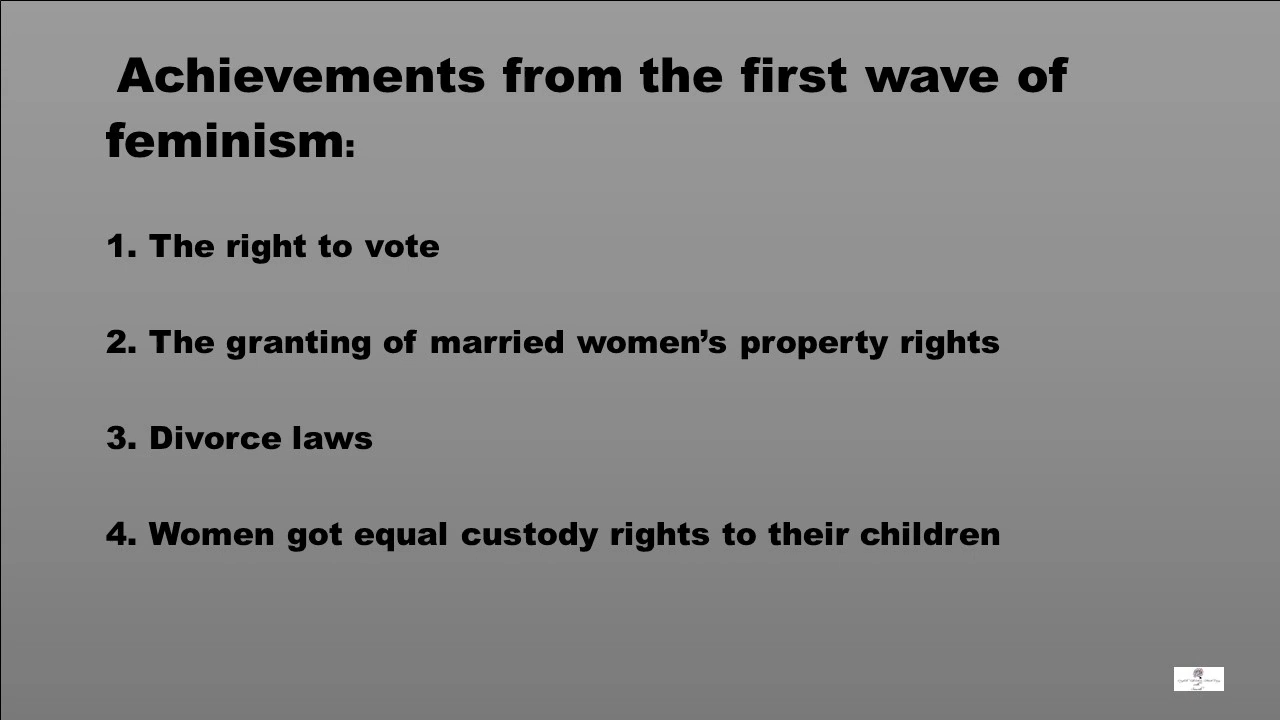 Achievements from the first wave of
feminism:
1. The right to vote
2. The granting of married women’s property rights
3. Divorce laws
4. Women got equal custody rights to their children